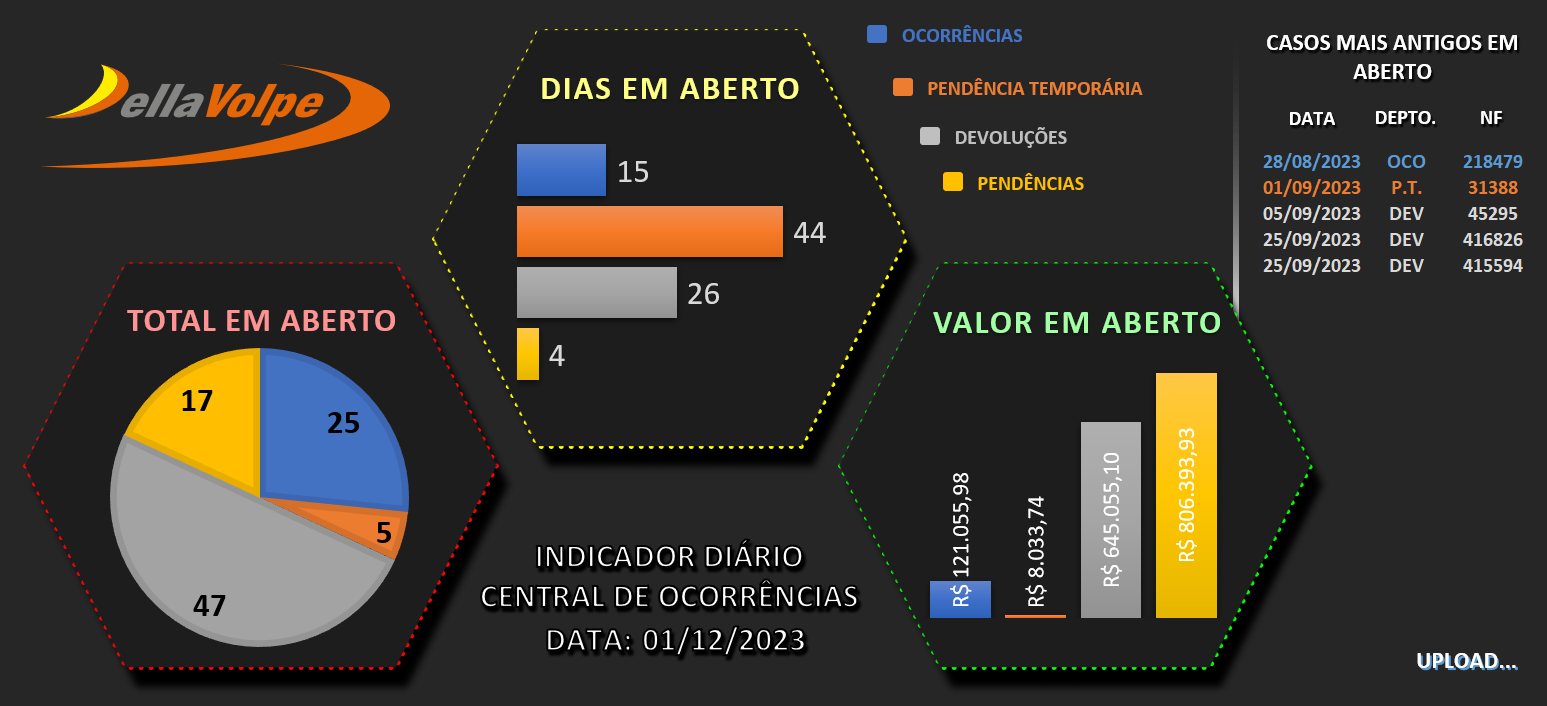 DellaVolpe
DIAS EM ABERTO
15
44
26
4
OCORRÊNCIAS
PENDÊNCIA TEMPORÁRIA
DEVOLUÇÕES
PENDÊNCIAS
CASOS MAIS ANTIGOS EM
ABERTO
DATA DEPTO. NF
28/08/2023 OCO 218479
01/09/2023 P.T. 31388
05/09/2023 DEV 45295
25/09/2023 DEV 416826
25/09/2023 DEV 415594
TOTAL EM ABERTO
17
25
5
47
VALOR EM ABERTO
R$ 121.055,98
R$ 8.033,74
R$ 645.055,10
R$ 806.393,93
INDICADOR DIÁRIO
CENTRAL DE OCORRÊNCIAS
DATA: 01/12/2023
UPLOAD...